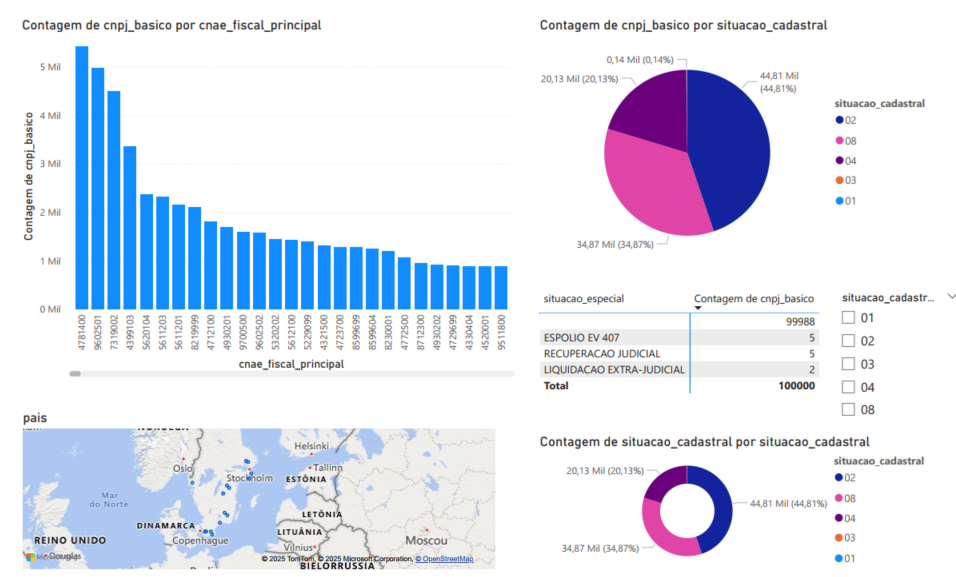 Contagem de cnpj_basico por cnae_fiscal_principal
Contagem de cnpj_basico
5 Mil
4 Mil
3 Mil
2 Mil
1 Mil
0 Mil
4781400
9602501
7319002
4399103
5620104
5611203
5611201
8219999
4712100
4930201
9700500
9602502
5320202
5612100
5229099
4321500
4723700
8599699
8599604
8230001
4772500
8712300
4930202
4729699
4330404
4520001
9511800
cnae_fiscal_principal
Contagem de cnpj_basico por situacao_cadastral
0,14 Mil (0,14%)
20,13 Mil (20,13%)
44,81 Mil
(44,81%)
34,87 Mil (34,87%)
situacao_cadastral
02
08
04
03
01
situacao_especial Contagem de cnpj_basico
99988
ESPOLIO EV 407 5
RECUPERACAO JUDICIAL 5
LIQUIDACAO EXTRA-JUDICIAL 2
Total 100000
situacao_cadastr...
01
02
03
04
08
pais
NORUEGA
Oslo
Helsinki
Tallinn
Stockholm
ESTÔNIA
Mar
do Norte
LETÔNIA
DINAMARCA
LITUÂNIA
REINO UNIDO
Copenhague
Moscou
Vilnius
Douglas
Berlim
© 2025 TomTom, © 2025 Microsoft Corporation, © OpenStreetMap
BIELORRÚSSIA
Contagem de situacao_cadastral por situacao_cadastral
20,13 Mil (20,13%)
44,81 Mil (44,81%)
34,87 Mil (34,87%)
situacao_cadastral
02
08
04
03
01